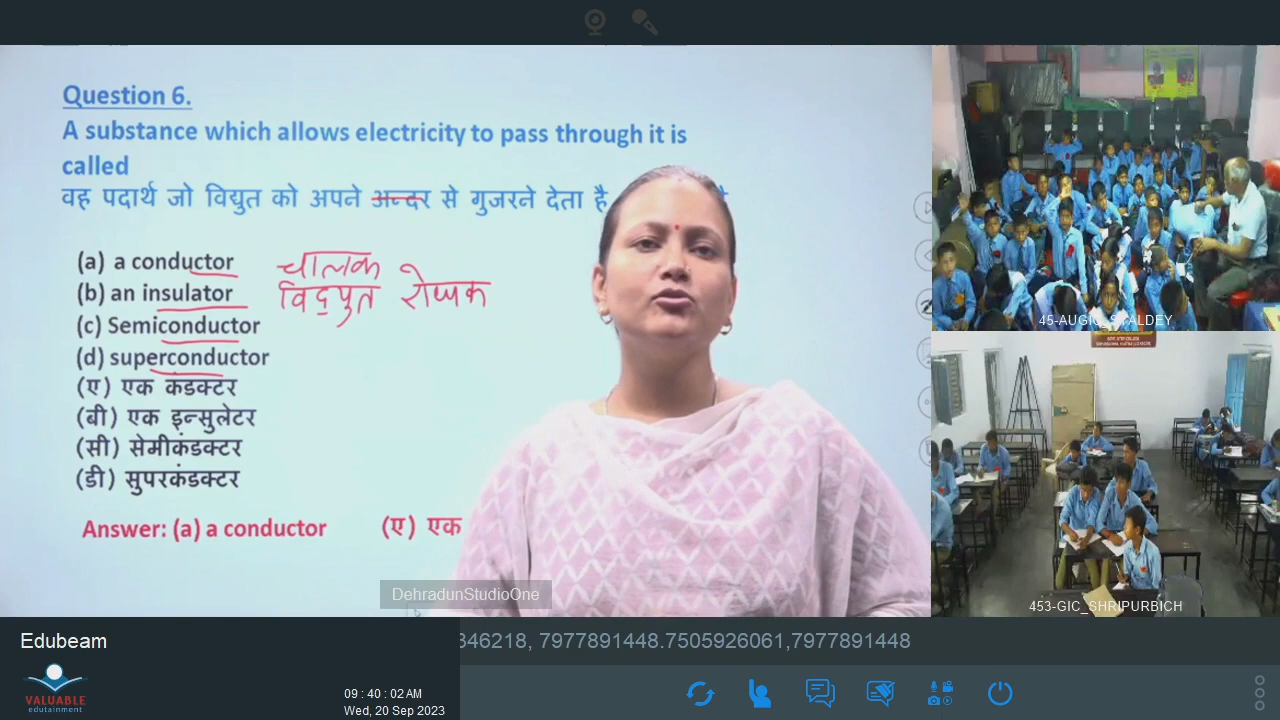 Question 6.
A substance which allows electricity to pass through it is
called
वह पदार्थ जो विद्युत को अपने अन्दर से गुजरने देता है
(a) a conductor चालक
(b) an insulator विद्युत रोधक
(c) Semiconductor
(d) superconductor
(ए) एक कंडक्टर
(बी) एक इन्सुलेटर
(सी) सेमीकंडक्टर
(डी) सुपरकंडक्टर
Answer: (a) a conductor (ए) एक
DehradunStudioOne
45-AUGIC_SYALDEY
453-GIC_SHRIPURBICH
Edubeam
346218, 7977891448.7505926061,7977891448
VALUABLE
edutainment
09 : 40 : 02 AM
Wed, 20 Sep 2023